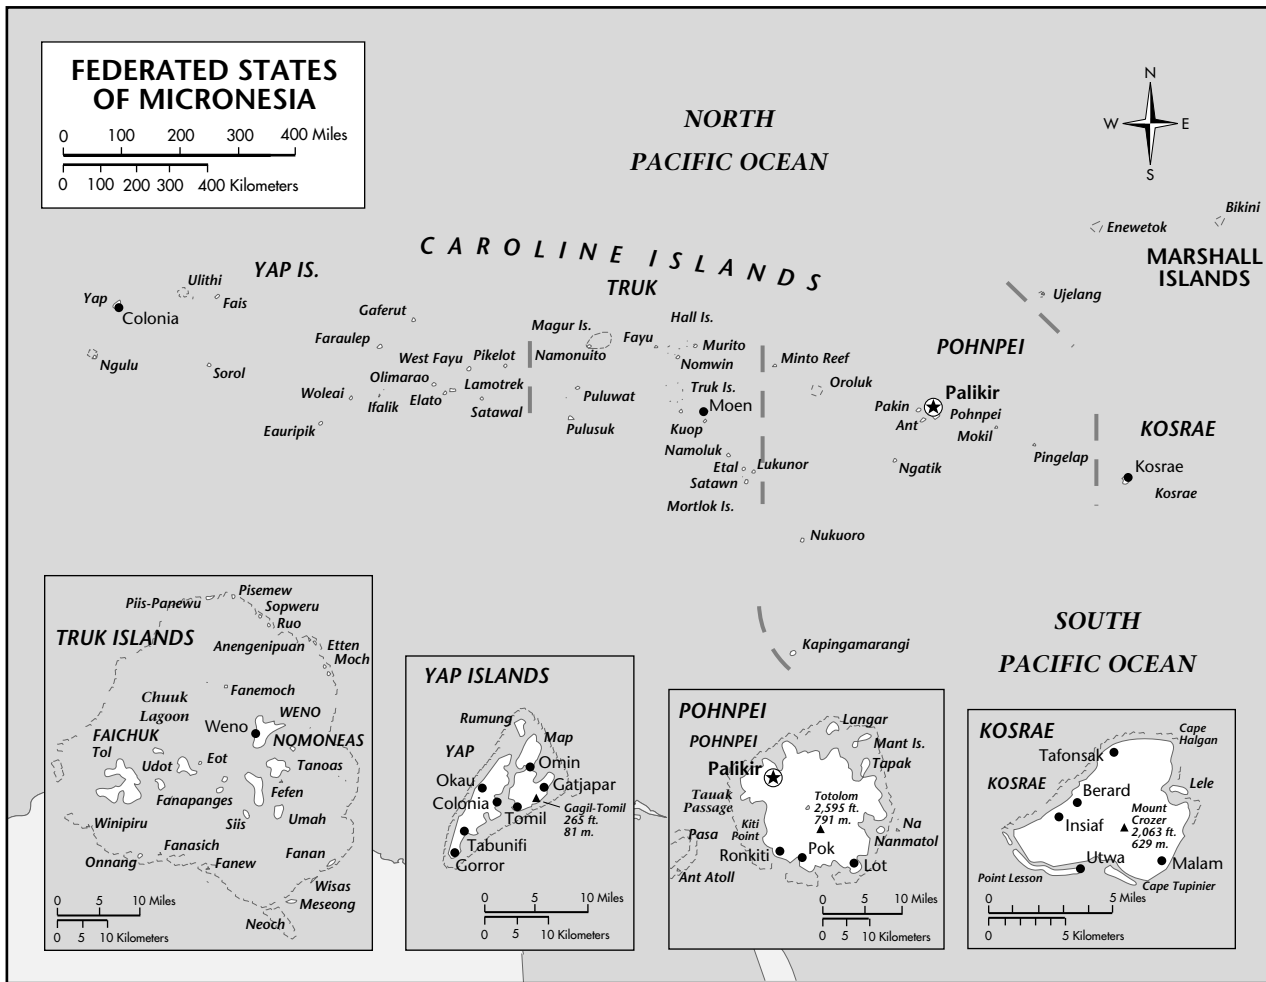 FEDERATED STATES
OF MICRONESIA
0 100 200 300 400 Miles
0 100 200 300 400 Kilometers
NORTH
PACIFIC OCEAN
N
W E
S
CAROLINE ISLANDS
Bikini
Enewetok
MARSHALL
ISLANDS
Ujelang
YAP IS.
Ulithi
Yap
Fais
Colonia
Ngulu
Sorol
Gaferut
Faraulep
West Fayu
Pikelot
Olimarao
Lamotrek
Woleai
Ifalik
Elato
Satawal
Eauripik
TRUK
Hall Is.
Magur Is.
Fayu
Murito
Namonuito
Nomwin
Truk Is.
Puluwat
Moen
Pulusuk
Kuop
Namoluk
Etal
Lukunor
Satawn
Mortlok Is.
POHNPEI
Minto Reef
Oroluk
Palikir
Pakin
Pohnpei
Ant
Mokil
Ngatik
Pingelap
Nukuoro
Kapingamarangi
KOSRAE
Kosrae
Kosrae
SOUTH
PACIFIC OCEAN
TRUK ISLANDS
Pisemew
Piis-Panewu
Sopweru
Ruo
Anengenipuan
Etten
Moch
Fanemoch
Chuuk
Lagoon
WENO
Weno
FAICHUK
NOMONEAS
Tol
Eot
Udot
Tanoas
Fefen
Fanapanges
Siis
Umah
Winipiru
Fanasich
Onnang
Fanew
Fanan
Wisas
Meseong
Neoch
0 5 10 Miles
0 5 10 Kilometers
YAP ISLANDS
Rumung
YAP
Map
Omin
Okau
Gatjapar
Colonia
Tomil
Gagil-Tomil
265 ft.
81 m.
Tabunifi
Gorror
0 5 10 Miles
0 5 10 Kilometers
POHNPEI
Langar
POHNPEI
Mant Is.
Palikir
Tapak
Tauak
Passage
Totolom
2,595 ft.
791 m.
Kiti
Point
Na
Nanmatol
Pasa
Ronkiti
Pok
Lot
Ant Atoll
0 5 10 Miles
0 5 10 Kilometers
KOSRAE
Cape
Halgan
Tafonsak
KOSRAE
Lele
Berard
Insiaf
Mount
Crozer
2,063 ft.
629 m.
Utwa
Malam
Point Lesson
Cape Tupinier
0 5 Miles
0 5 Kilometers